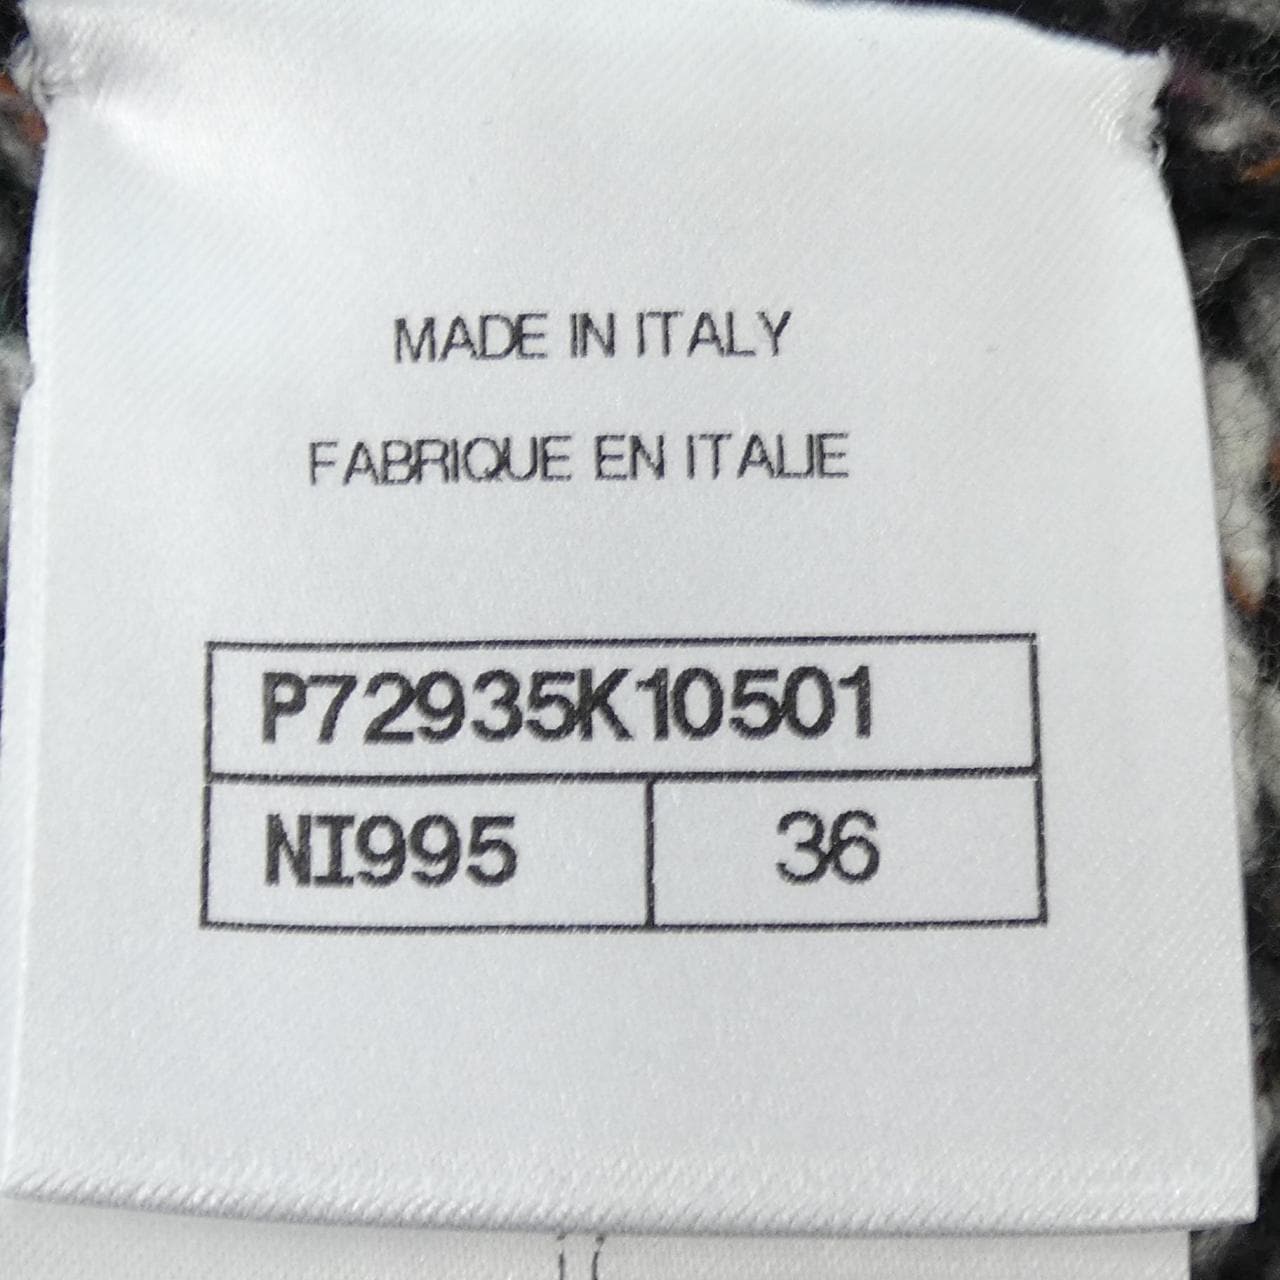 MADE IN ITALY
FABRIQUE EN ITALIE
P72935K10501
NI995 36